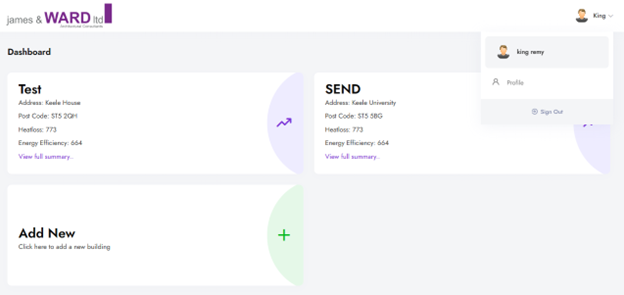 james & WARD ltd
King
king remy
Profile
Sign Out
Dashboard
Test
Address: Keele House
Post Code: ST5 2QH
Heatloss: 773
Energy Efficiency: 664
View full summary..
SEND
Address: Keele University
Post Code: ST5 5BG
Heatloss: 773
Energy Efficiency: 664
View full summary..
Add New
Click here to add a new building